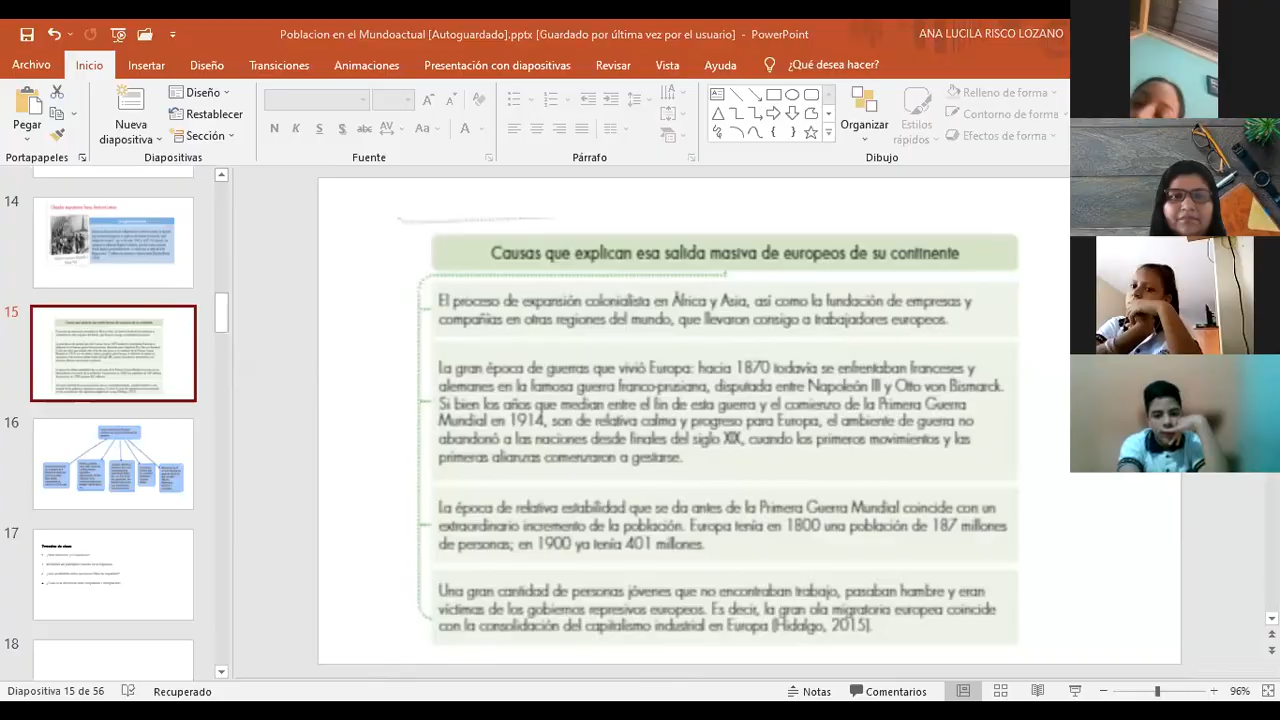 Poblacion en el Mundoactual [Autoguardado].pptx [Guardado por última vez por el usuario] - PowerPoint
ANA LUCILA RISCO LOZANO
Archivo Inicio Insertar Diseño Transiciones Animaciones Presentación con diapositivas Revisar Vista Ayuda ¿Qué desea hacer?
Pegar
Nueva diapositiva
Diseño
Restablecer
Sección
N K S S abc AV Aa A
Organizar
Estilos rápidos
Relleno de forma
Contorno de forma
Efectos de forma
Portapapeles Diapositivas Fuente Párrafo Dibujo
14
15
16
17
18
Causas que explican esa salida masiva de europeos de su continente
El proceso de expansión colonialista en África y Asia, así como la fundación de empresas y
compañías en otras regiones del mundo, que llevaron consigo a trabajadores europeos.
La gran época de guerras que vivió Europa: hacia 1870 ahora se enfrentaban franceses y
alemanes en la famosa guerra franco-prusiana, disputada entre Napoleón III y Otto von Bismarck.
Si bien los años que median entre el fin de esta guerra y el comienzo de la Primera Guerra
Mundial en 1914, son de relativa calma y progreso para Europa, el ambiente de guerra no
abandonó a las naciones desde finales del siglo XIX, cuando los primeros movimientos y las
primeras alianzas comenzaron a gestarse.
La época de relativa estabilidad que se da antes de la Primera Guerra Mundial coincide con un
extraordinario incremento de la población. Europa tenía en 1800 una población de 187 millones
de personas; en 1900 ya tenía 401 millones.
Una gran cantidad de personas jóvenes que no encontraban trabajo, pasaban hambre y eran
víctimas de los gobiernos represivos europeos. Es decir, la gran ola migratoria europea coincide
con la consolidación del capitalismo industrial en Europa (Hidalgo, 2015).
Diapositiva 15 de 56 Recuperado Notas Comentarios 96%